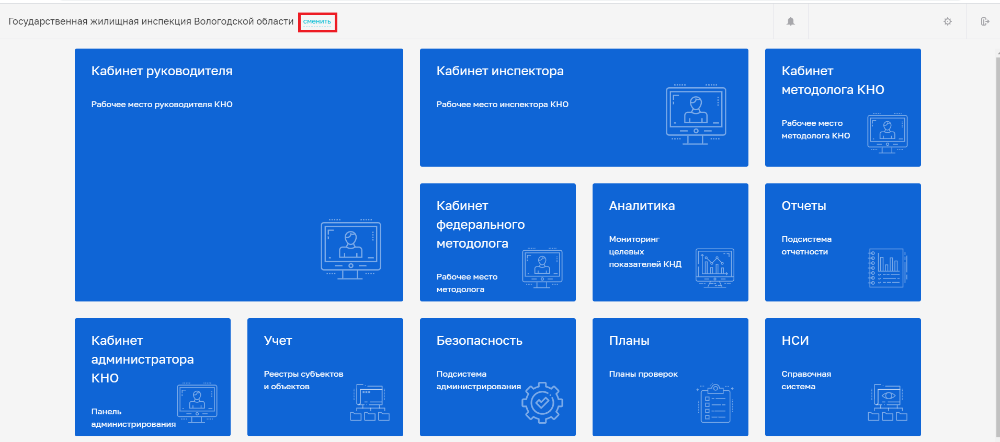 Государственная жилищная инспекция Вологодской области сменить
Кабинет руководителя
Рабочее место руководителя КНО
Кабинет инспектора
Рабочее место инспектора КНО
Кабинет
методолога КНО
Рабочее место
методолога КНО
Кабинет
федерального
методолога
Рабочее место
методолога
Аналитика
Мониторинг
целевых
показателей КНД
Отчеты
Подсистема
отчетности
Кабинет
администратора
КНО
Панель
администрирования
Учет
Реестры субъектов
и объектов
Безопасность
Подсистема
администрирования
Планы
Планы проверок
НСИ
Справочная
система